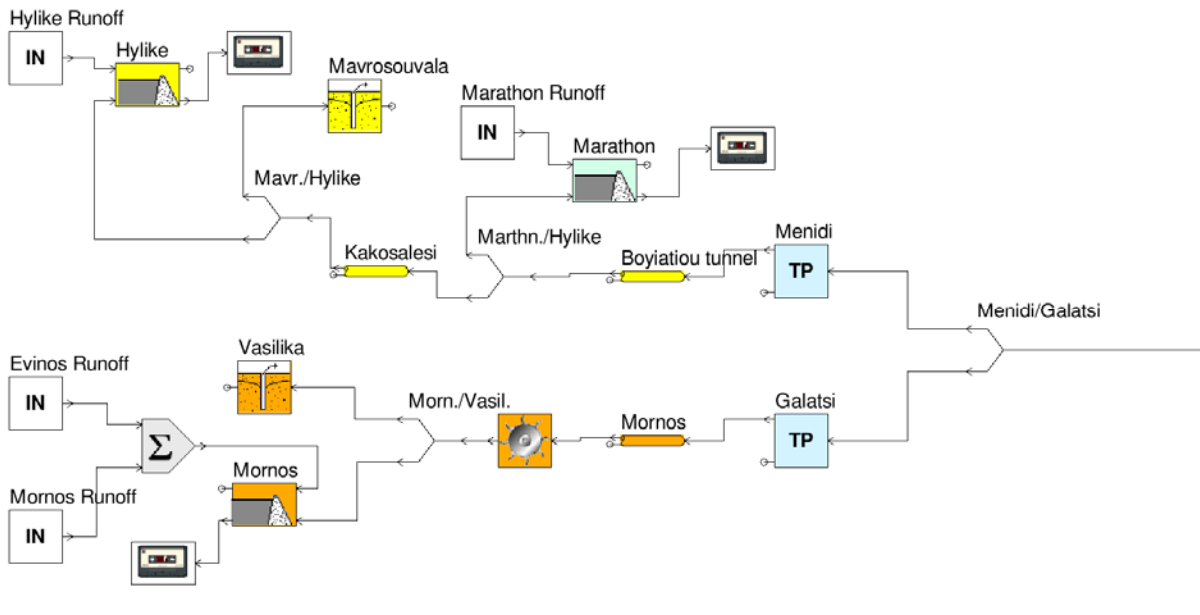 Hylike Runoff
IN
Hylike
Mavrosouvala
Marathon Runoff
IN
Marathon
Mavr./Hylike
Marthn./Hylike
Kakosalesi
Boyiatiou tunnel
Menidi
TP
Menidi/Galatsi
Evinos Runoff
IN
Vasilika
Morn./Vasil.
Mornos
Galatsi
TP
Σ
Mornos
Mornos Runoff
IN